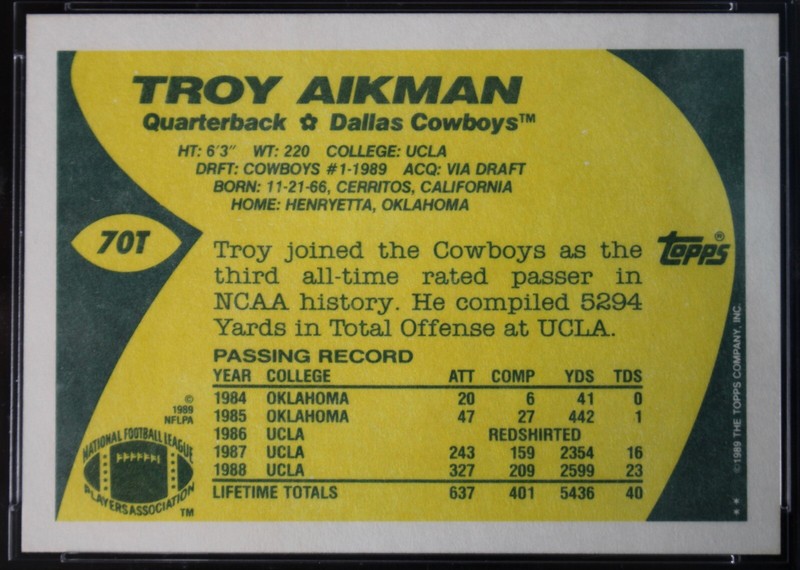 TROY AIKMAN
Quarterback ✿ Dallas Cowboys™
HT: 6'3" WT: 220 COLLEGE: UCLA
DRFT: COWBOYS #1-1989 ACQ: VIA DRAFT
BORN: 11-21-66, CERRITOS, CALIFORNIA
HOME: HENRYETTA, OKLAHOMA
70T
topps®
Troy joined the Cowboys as the
third all-time rated passer in
NCAA history. He compiled 5294
Yards in Total Offense at UCLA.
PASSING RECORD
YEAR COLLEGE ATT COMP YDS TDS
1984 OKLAHOMA 20 6 41 0
1985 OKLAHOMA 47 27 442 1
1986 UCLA REDSHIRTED
1987 UCLA 243 159 2354 16
1988 UCLA 327 209 2599 23
LIFETIME TOTALS 637 401 5436 40
©
1989
NFLPA
NATIONAL FOOTBALL LEAGUE
PLAYERS ASSOCIATION
TM
©1989 THE TOPPS COMPANY, INC.
**